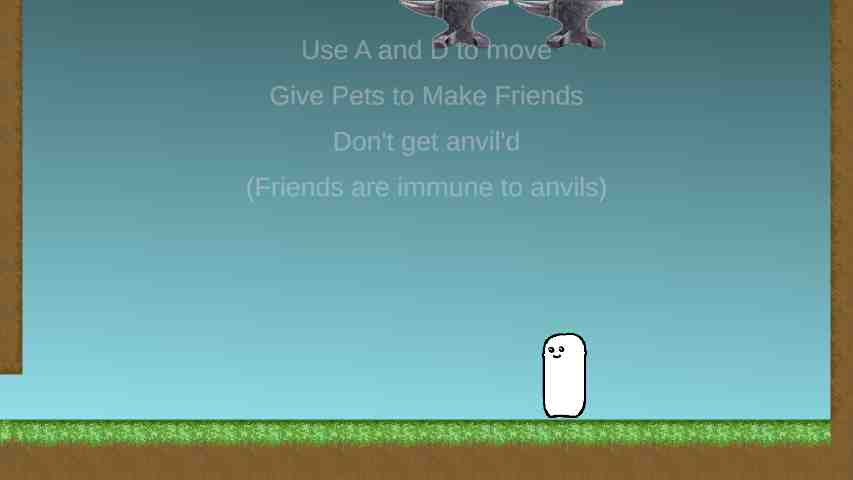 Use A and D to move
Give Pets to Make Friends
Don't get anvil'd
(Friends are immune to anvils)